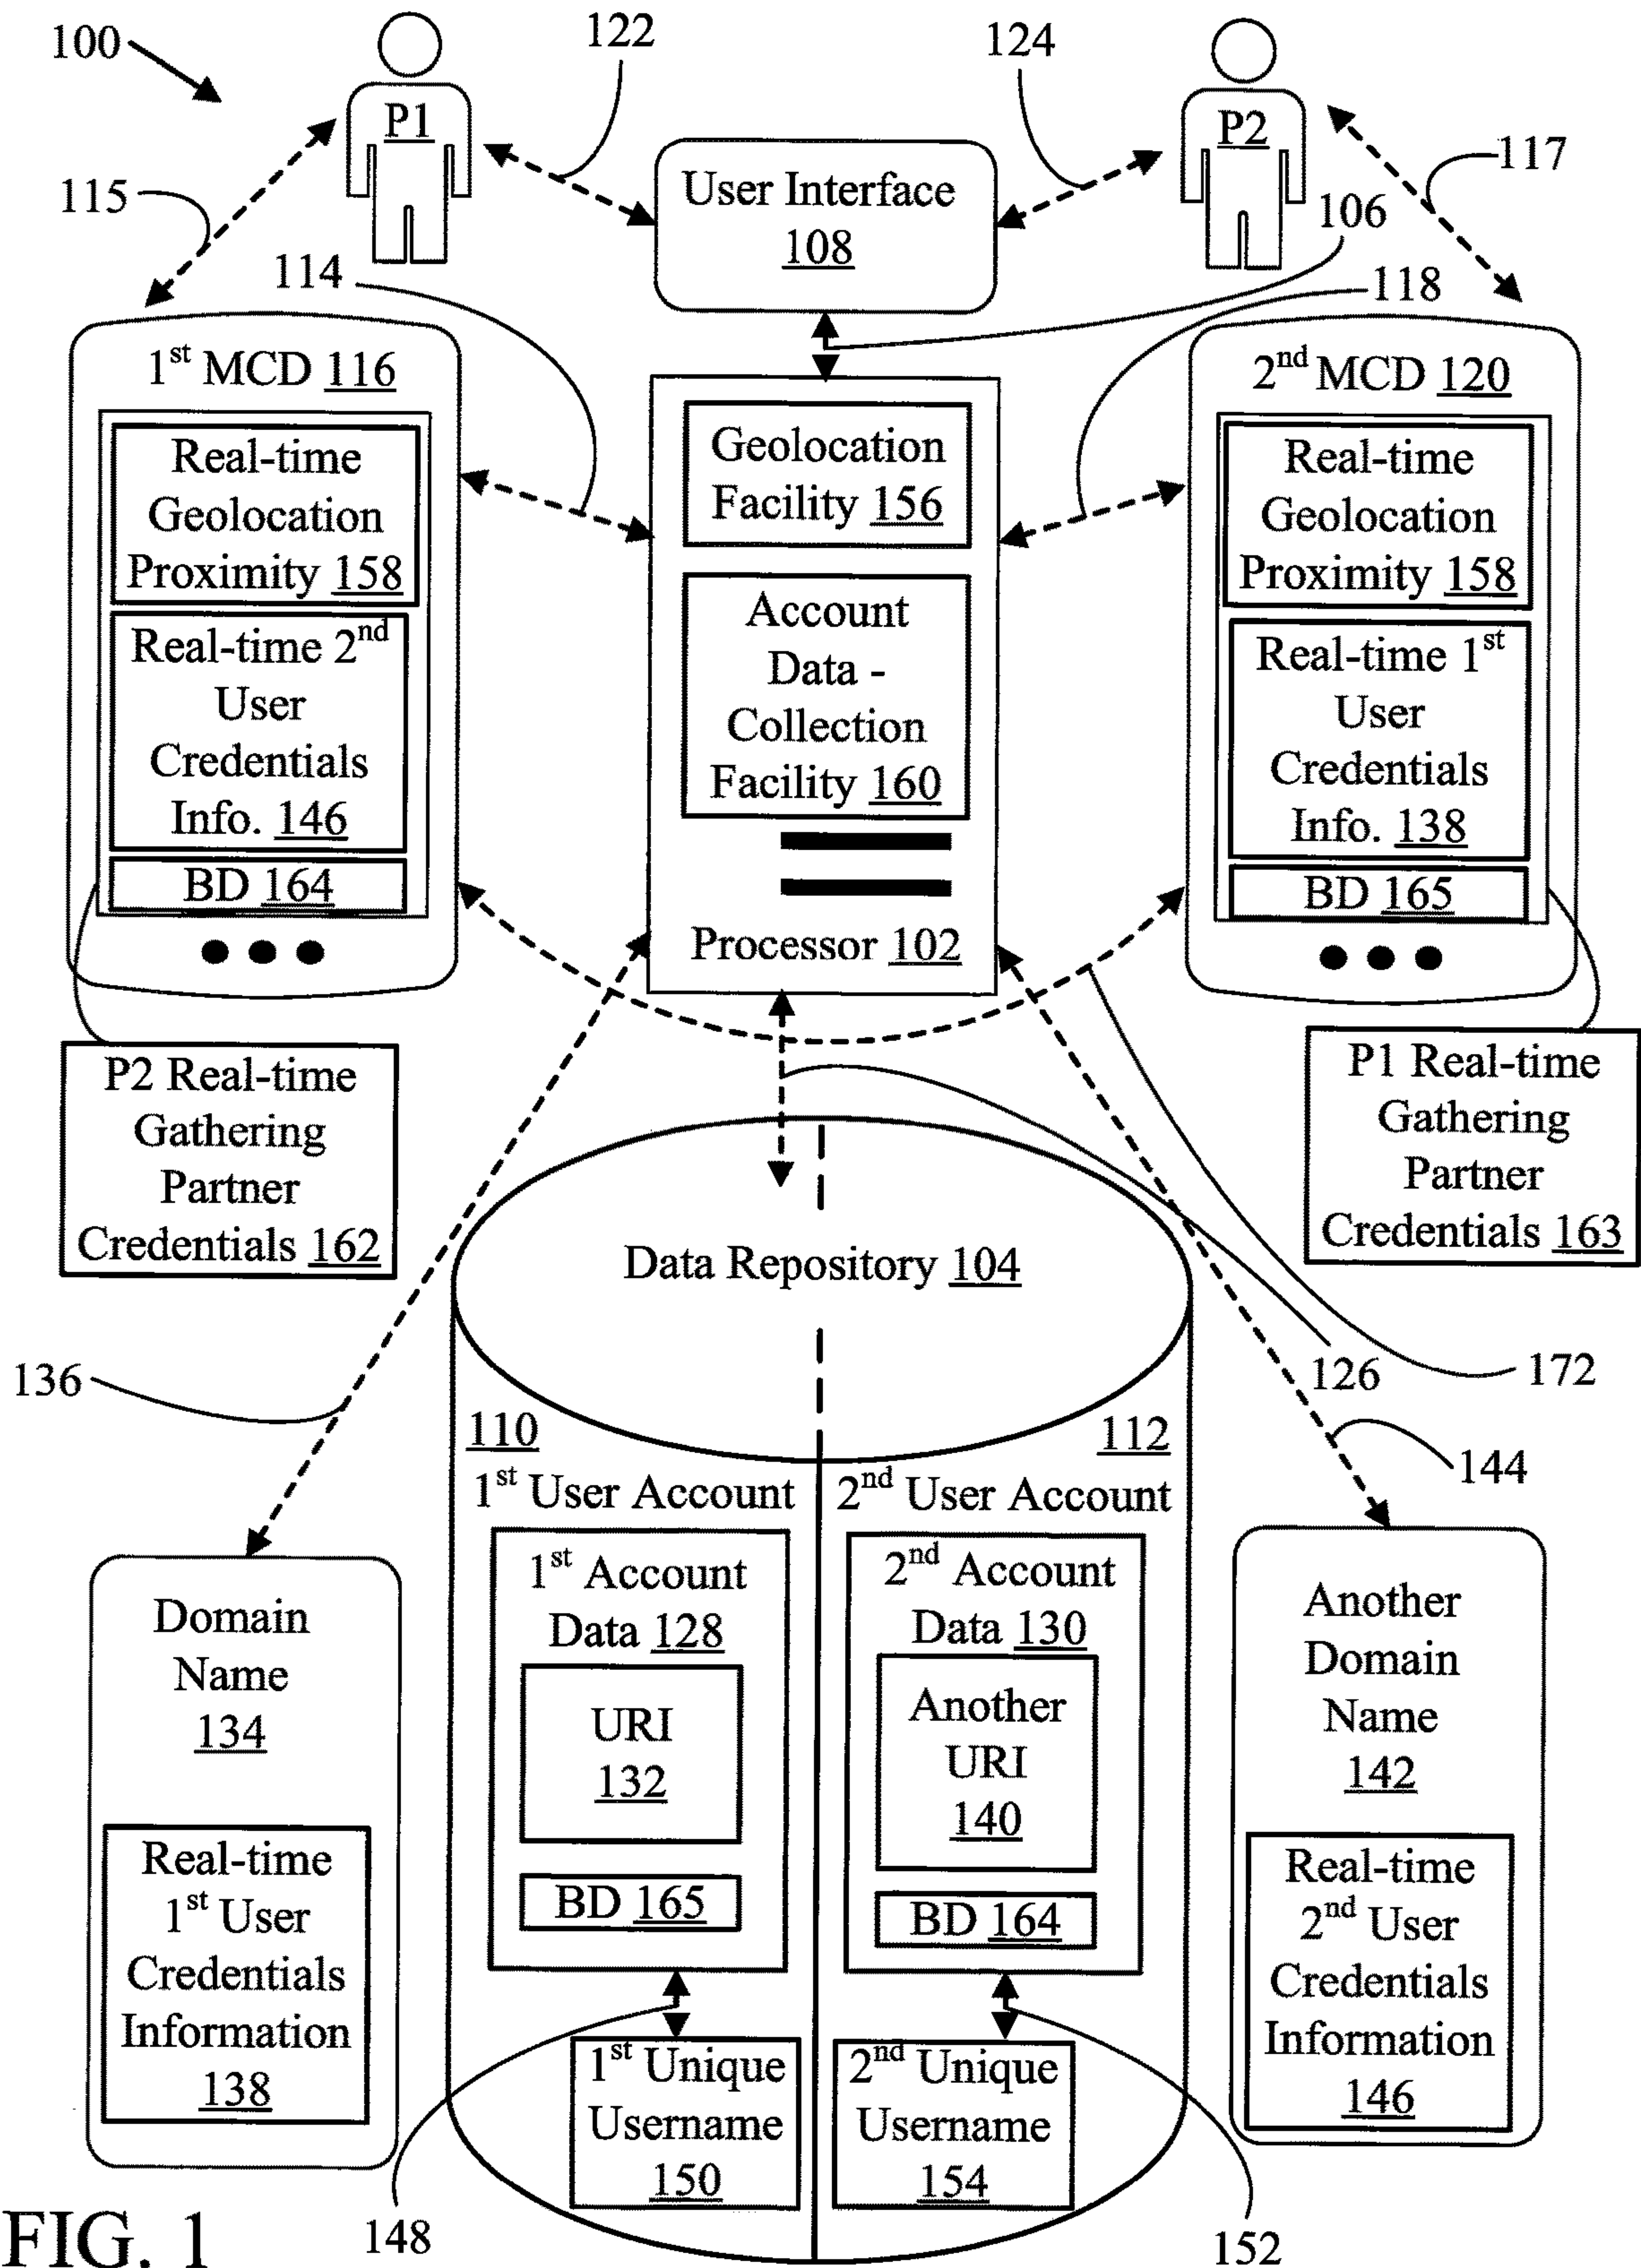 100
P1
122
124
P2
117
115
User Interface
108
106
114
118
1st MCD 116
Real-time
Geolocation
Proximity 158
Real-time 2nd
User
Credentials
Info. 146
BD 164
Geolocation
Facility 156
Account
Data -
Collection
Facility 160
Processor 102
2nd MCD 120
Real-time
Geolocation
Proximity 158
Real-time 1st
User
Credentials
Info. 138
BD 165
P2 Real-time
Gathering
Partner
Credentials 162
P1 Real-time
Gathering
Partner
Credentials 163
Data Repository 104
136
126
172
144
110
1st User Account
1st Account
Data 128
URI
132
BD 165
112
2nd User Account
2nd Account
Data 130
Another
URI
140
BD 164
Domain
Name
134
Real-time
1st User
Credentials
Information
138
Another
Domain
Name
142
Real-time
2nd User
Credentials
Information
146
1st Unique
Username
150
2nd Unique
Username
154
148
152
FIG. 1